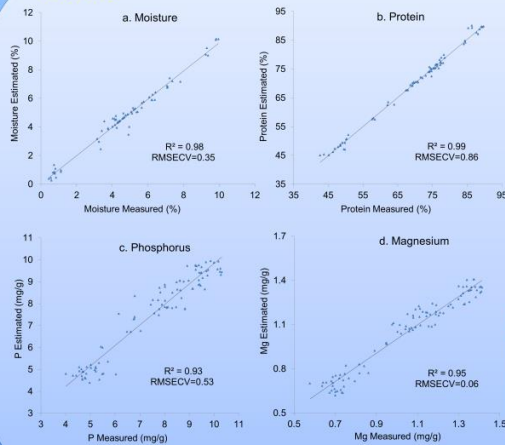 a. Moisture
12
10
8
6
4
2
0
0 2 4 6 8 10 12
Moisture Estimated (%)
Moisture Measured (%)
R² = 0.98
RMSECV=0.35
b. Protein
95
85
75
65
55
45
35
35 45 55 65 75 85 95
Protein Estimated (%)
Protein Measured (%)
R² = 0.99
RMSECV=0.86
c. Phosphorus
11
10
9
8
7
6
5
4
3
3 4 5 6 7 8 9 10 11
P Estimated (mg/g)
P Measured (mg/g)
R² = 0.93
RMSECV=0.53
d. Magnesium
1.7
1.4
1.1
0.8
0.5
0.5 0.7 0.9 1.1 1.3 1.5
Mg Estimated (mg/g)
Mg Measured (mg/g)
R² = 0.95
RMSECV=0.06